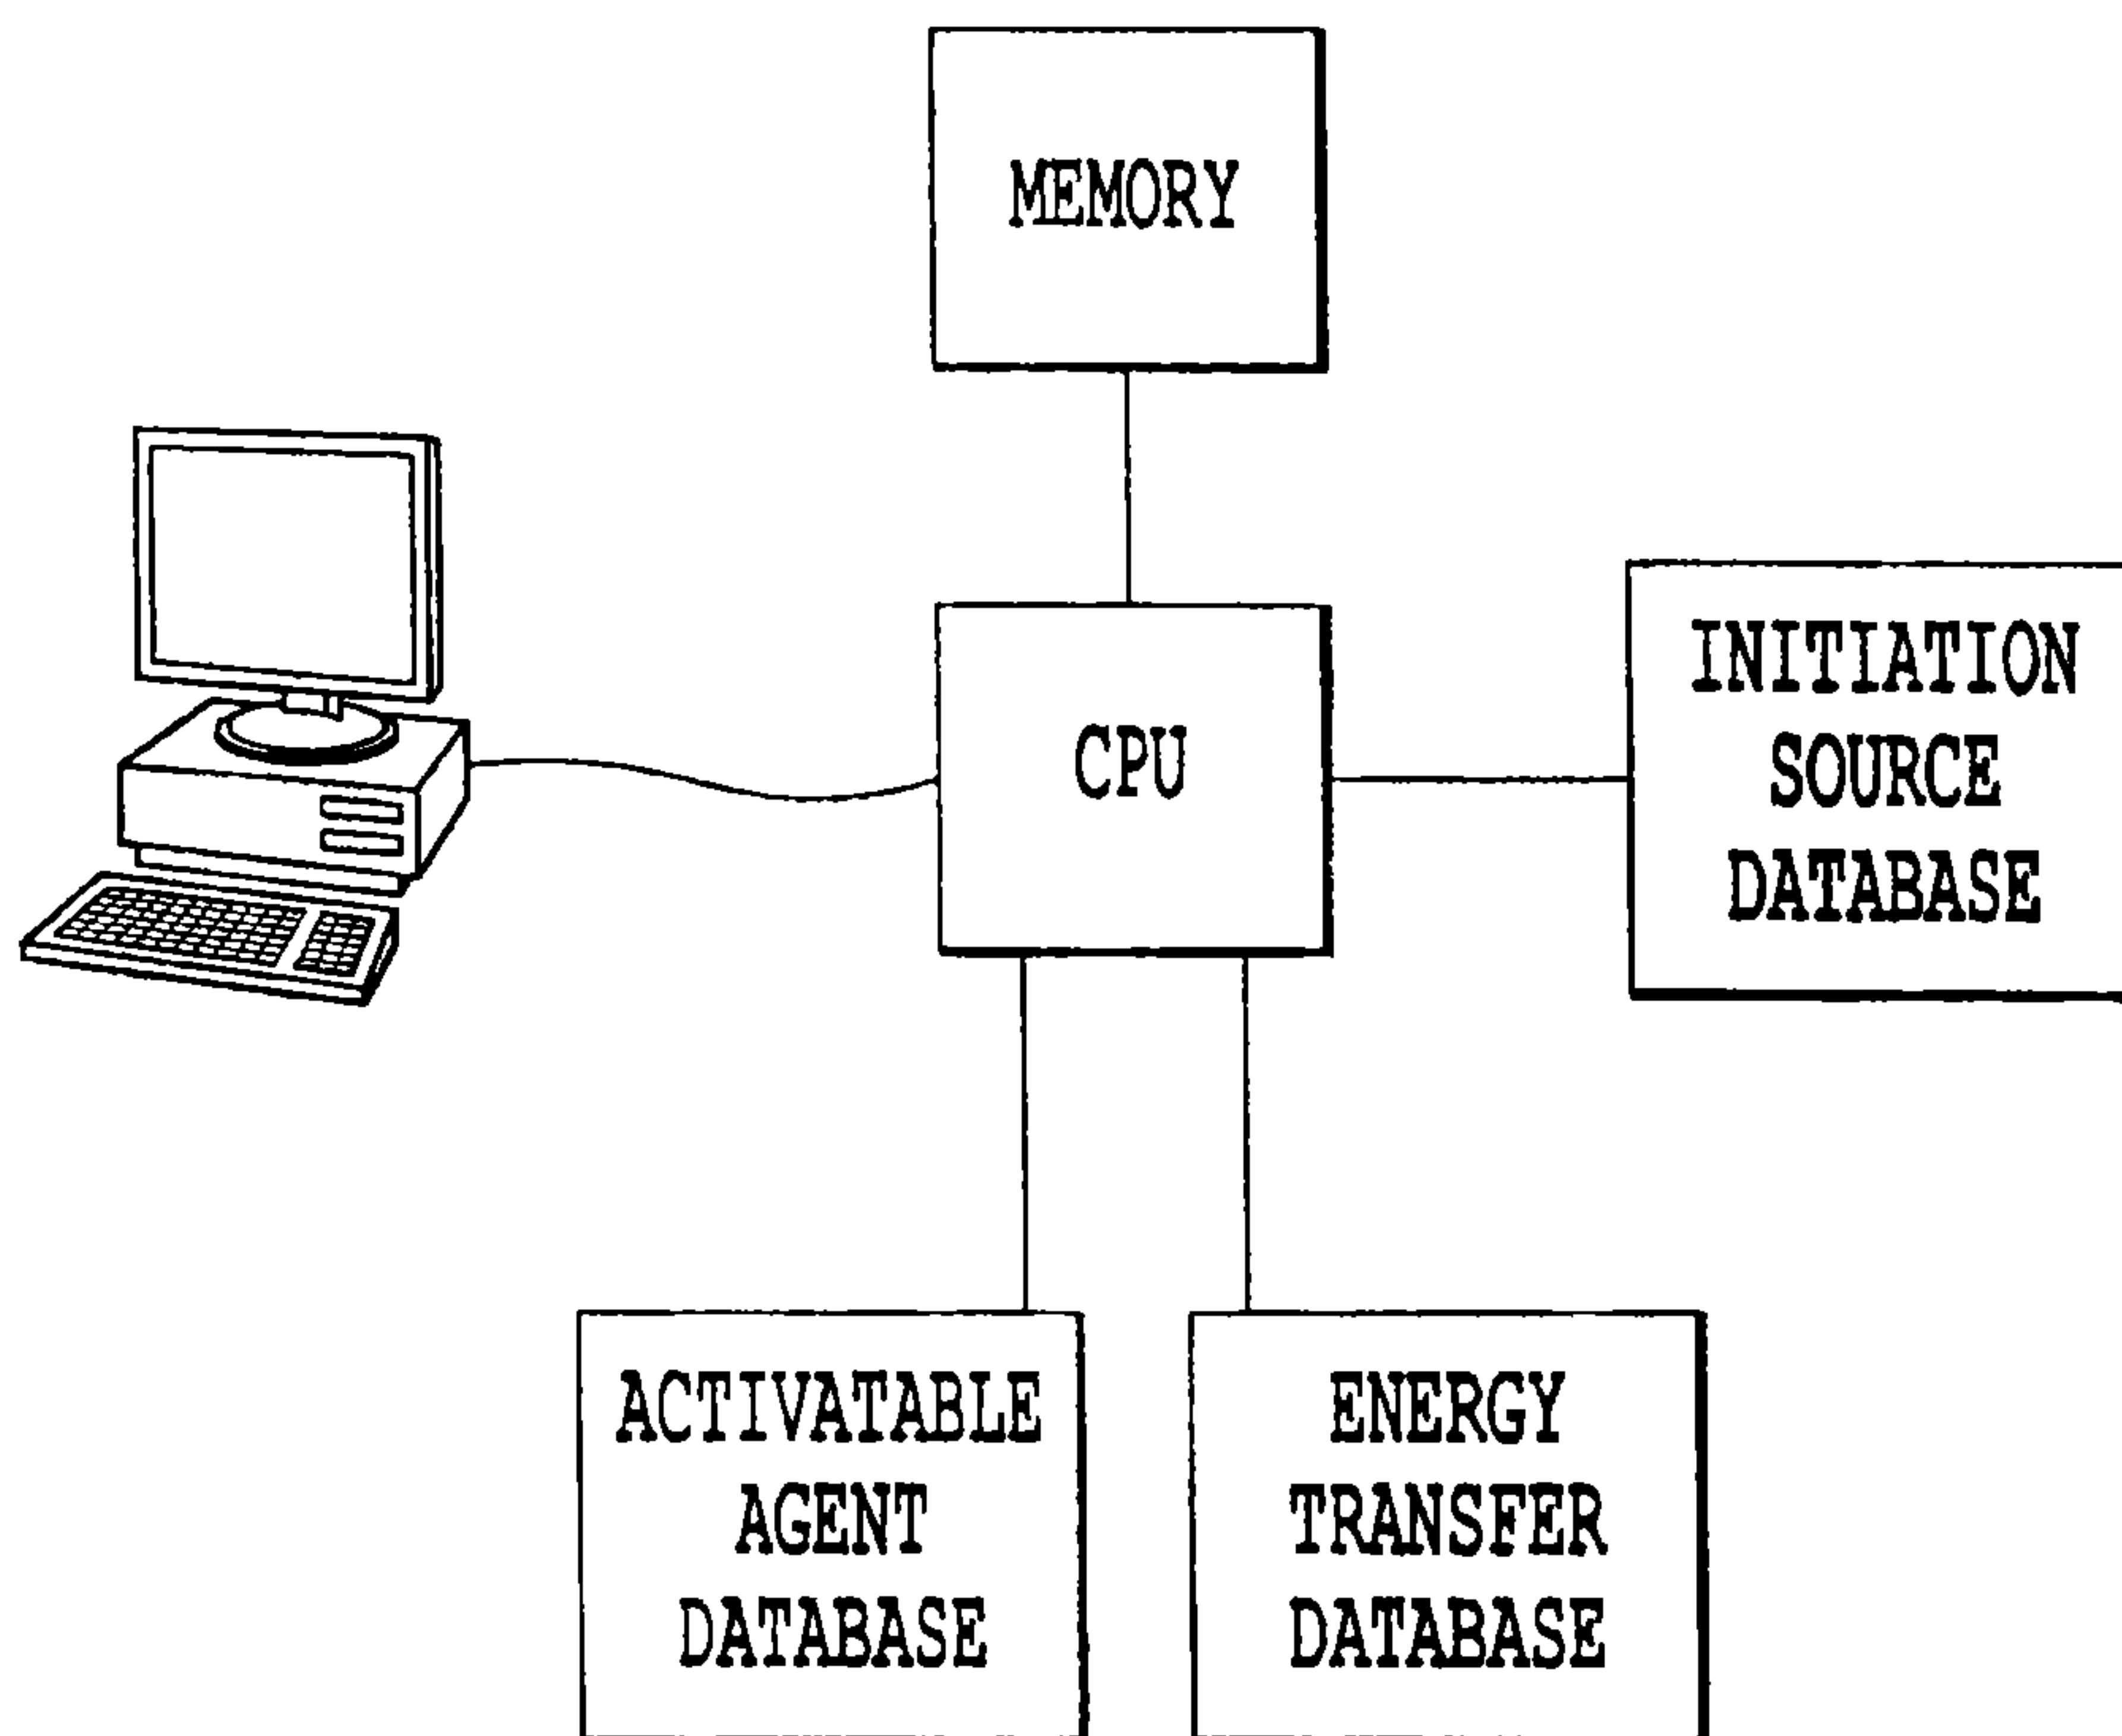 MEMORY
CPU
INITIATION
SOURCE
DATABASE
ACTIVATABLE
AGENT
DATABASE
ENERGY
TRANSFER
DATABASE